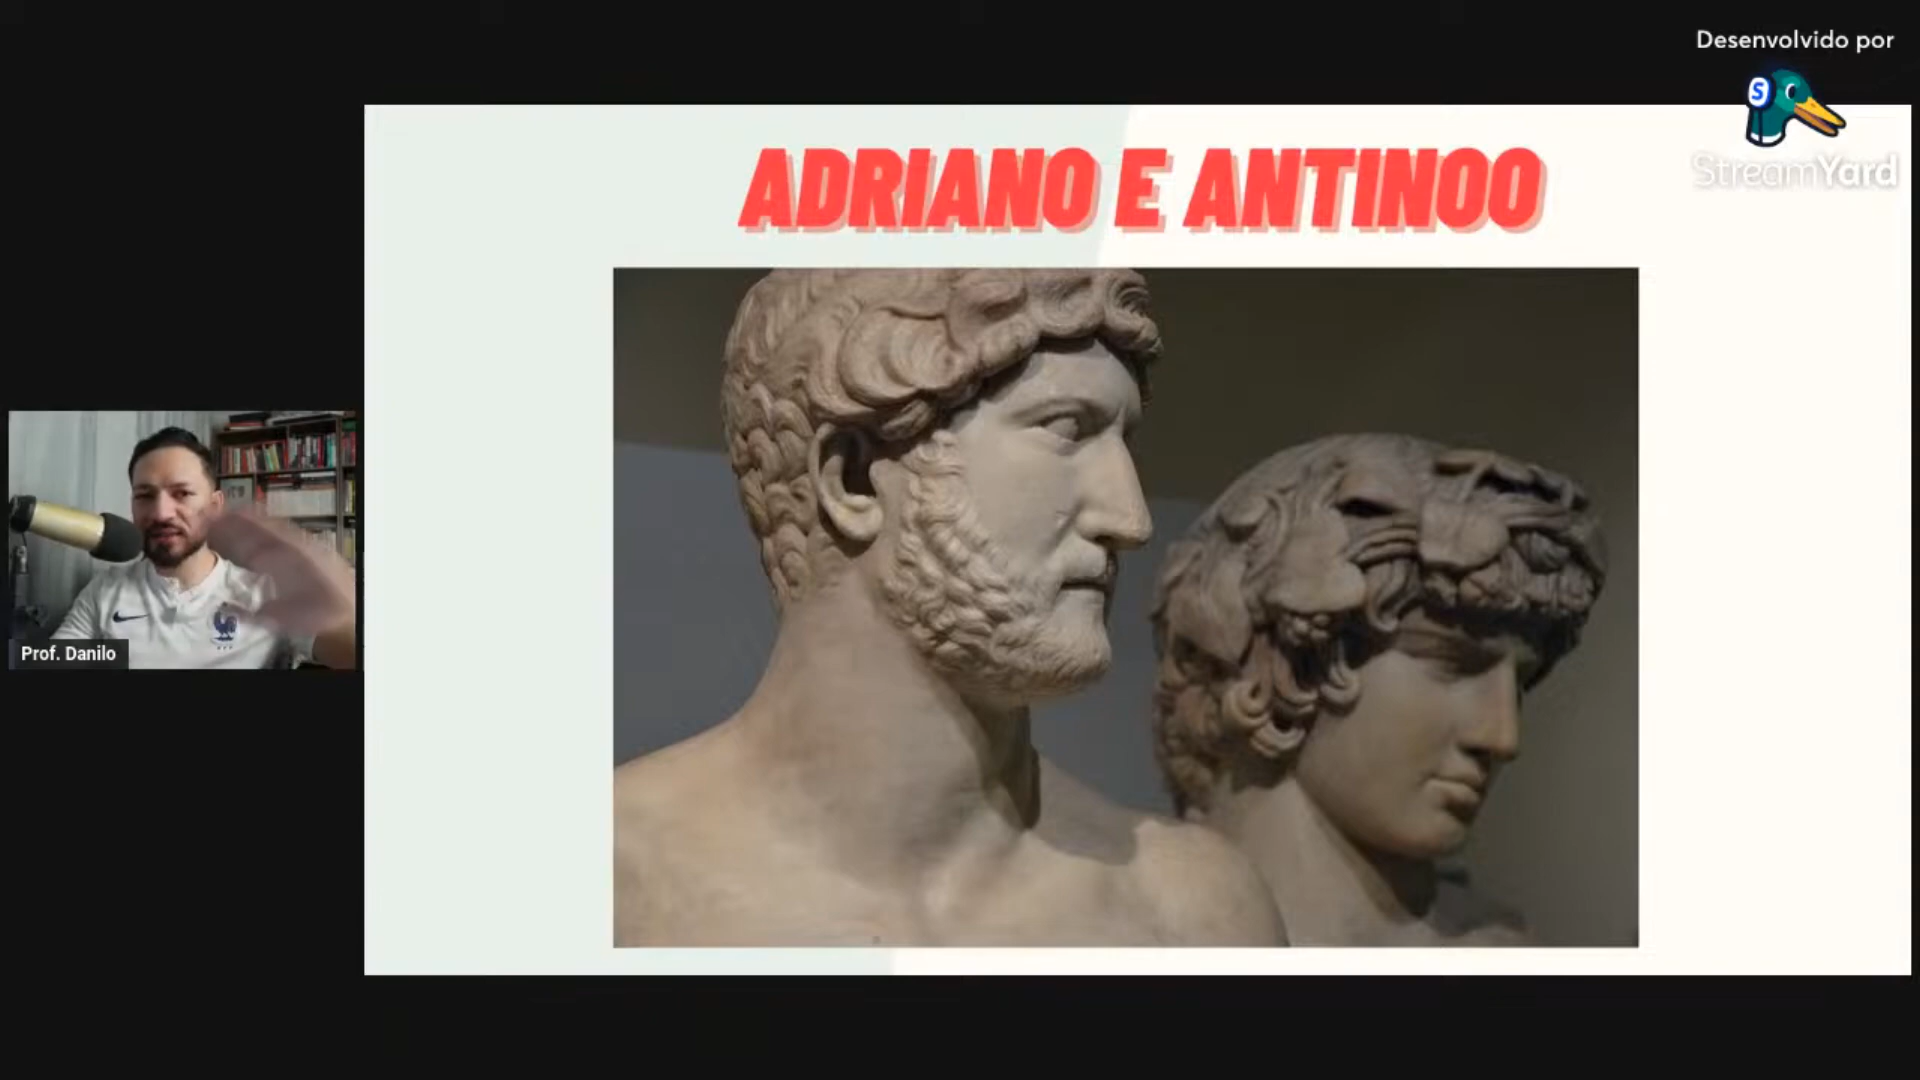 Desenvolvido por
S
StreamYard
ADRIANO E ANTINOO
Prof. Danilo